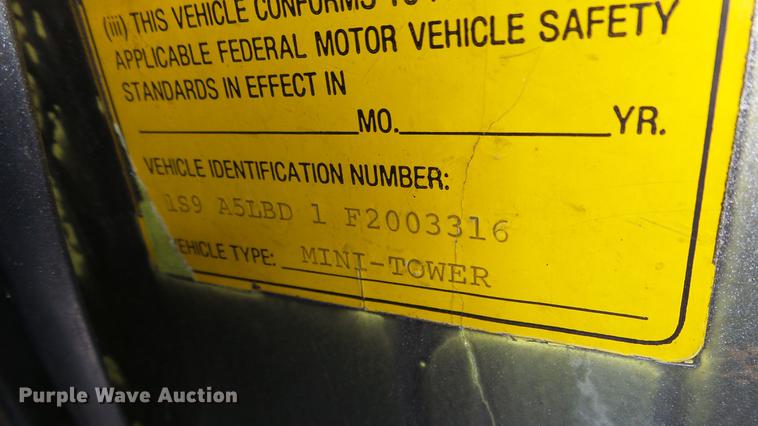 (iii) THIS VEHICLE CONFORMS TO
APPLICABLE FEDERAL MOTOR VEHICLE SAFETY
STANDARDS IN EFFECT IN
MO. YR.
VEHICLE IDENTIFICATION NUMBER:
1S9 A5LBD 1 F2003316
VEHICLE TYPE: MINI-TOWER
Purple Wave Auction